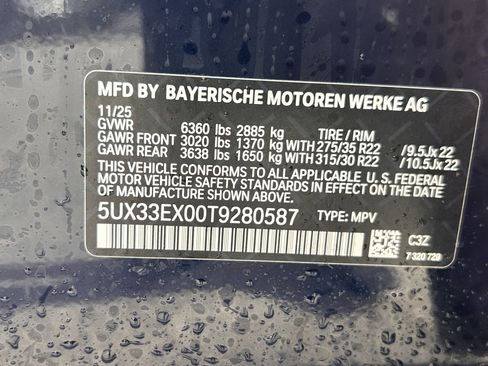 MFD BY BAYERISCHE MOTOREN WERKE AG
11/25
GVWR 6360 lbs 2885 kg TIRE / RIM
GAWR FRONT 3020 lbs 1370 kg WITH 275/35 R22 /9.5Jx22
GAWR REAR 3638 lbs 1650 kg WITH 315/30 R22 /10.5Jx22
THIS VEHICLE CONFORMS TO ALL APPLICABLE U. S. FEDERAL
MOTOR VEHICLE SAFETY STANDARDS IN EFFECT ON THE DATE
OF MANUFACTURE SHOWN ABOVE.
5UX33EX00T9280587 TYPE: MPV
C3Z
7 320 728